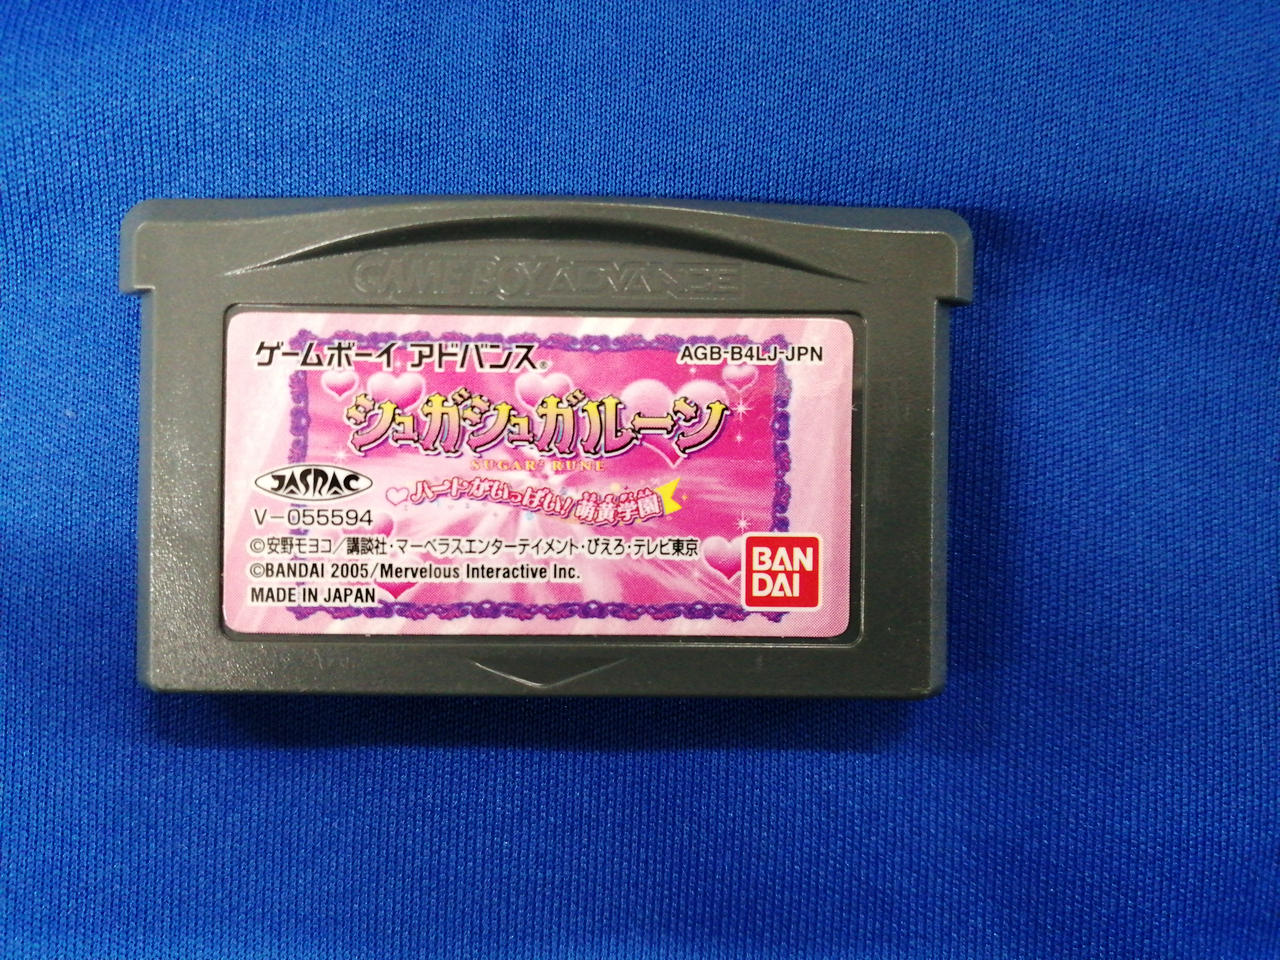 GAME BOY ADVANCE
ゲームボーイ アドバンス®
AGB-B4LJ-JPN
シュガシュガルーン
SUGAR² RUNE
ハートがいっぱい!萌黄学園
JASRAC
V-055594
©安野モヨコ/講談社・マーベラスエンターテイメント・ぴえろ・テレビ東京
©BANDAI 2005/Mervelous Interactive Inc.
MADE IN JAPAN
BAN
DAI